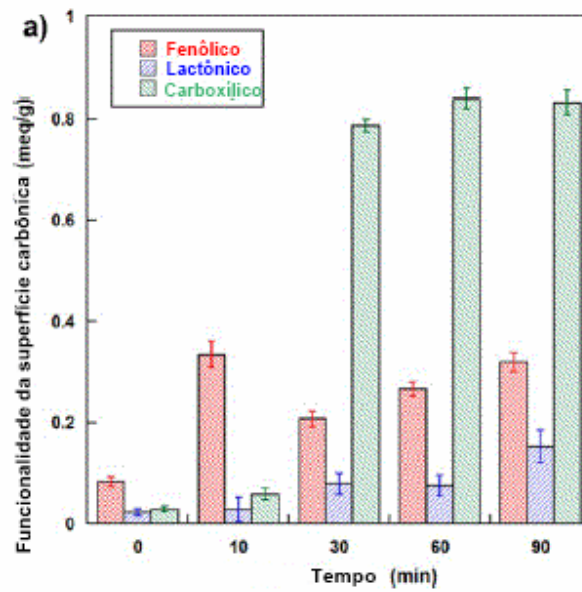 a)
Fenôlico
Lactônico
Carboxílico
Funcionalidade da superfície carbônica (meq/g)
1
0.8
0.6
0.4
0.2
0
0 10 30 60 90
Tempo (min)